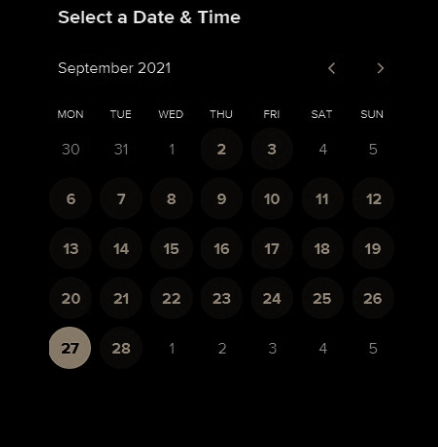 Select a Date & Time
September 2021
MON TUE WED THU FRI SAT SUN
30 31 1 2 3 4 5
6 7 8 9 10 11 12
13 14 15 16 17 18 19
20 21 22 23 24 25 26
27 28 1 2 3 4 5